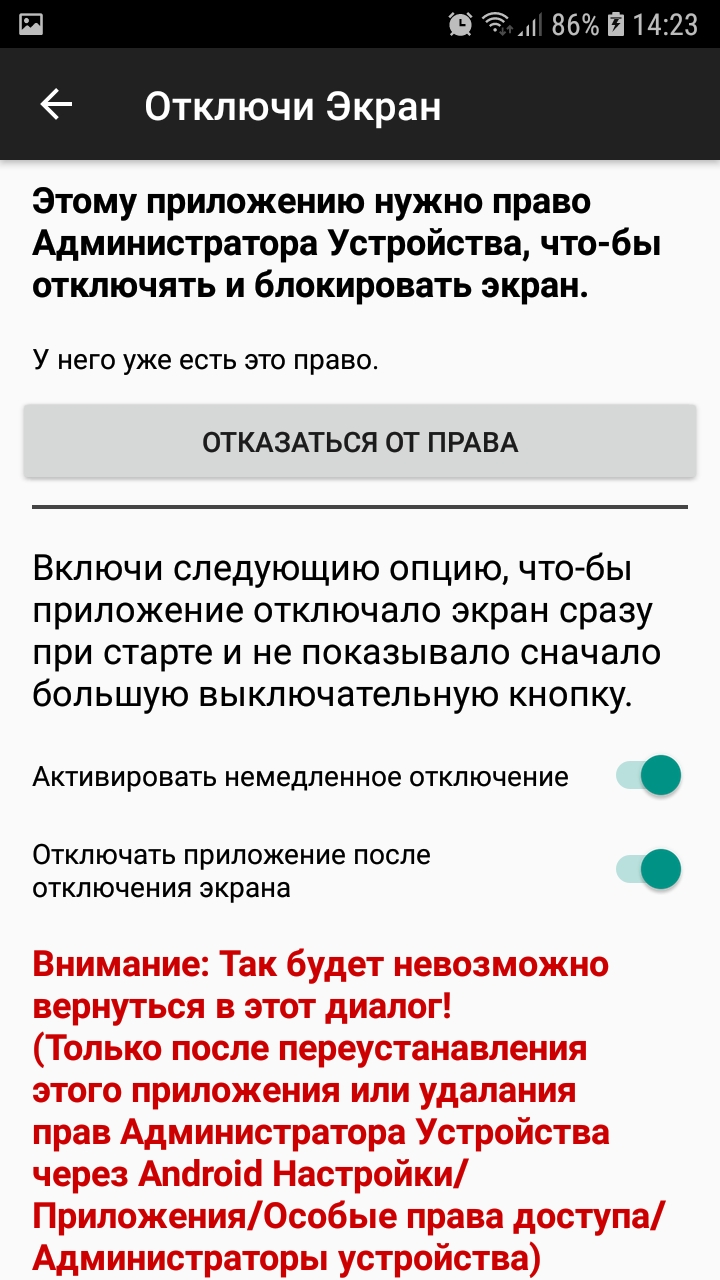 86% 14:23
Отключи Экран
Этому приложению нужно право
Администратора Устройства, что-бы
отключять и блокировать экран.
У него уже есть это право.
ОТКАЗАТЬСЯ ОТ ПРАВА
Включи следующию опцию, что-бы
приложение отключало экран сразу
при старте и не показывало сначало
большую выключательную кнопку.
Активировать немедленное отключение
Отключать приложение после
отключения экрана
Внимание: Так будет невозможно
вернуться в этот диалог!
(Только после переустанавления
этого приложения или удалания
прав Администратора Устройства
через Android Настройки/
Приложения/Особые права доступа/
Администраторы устройства)